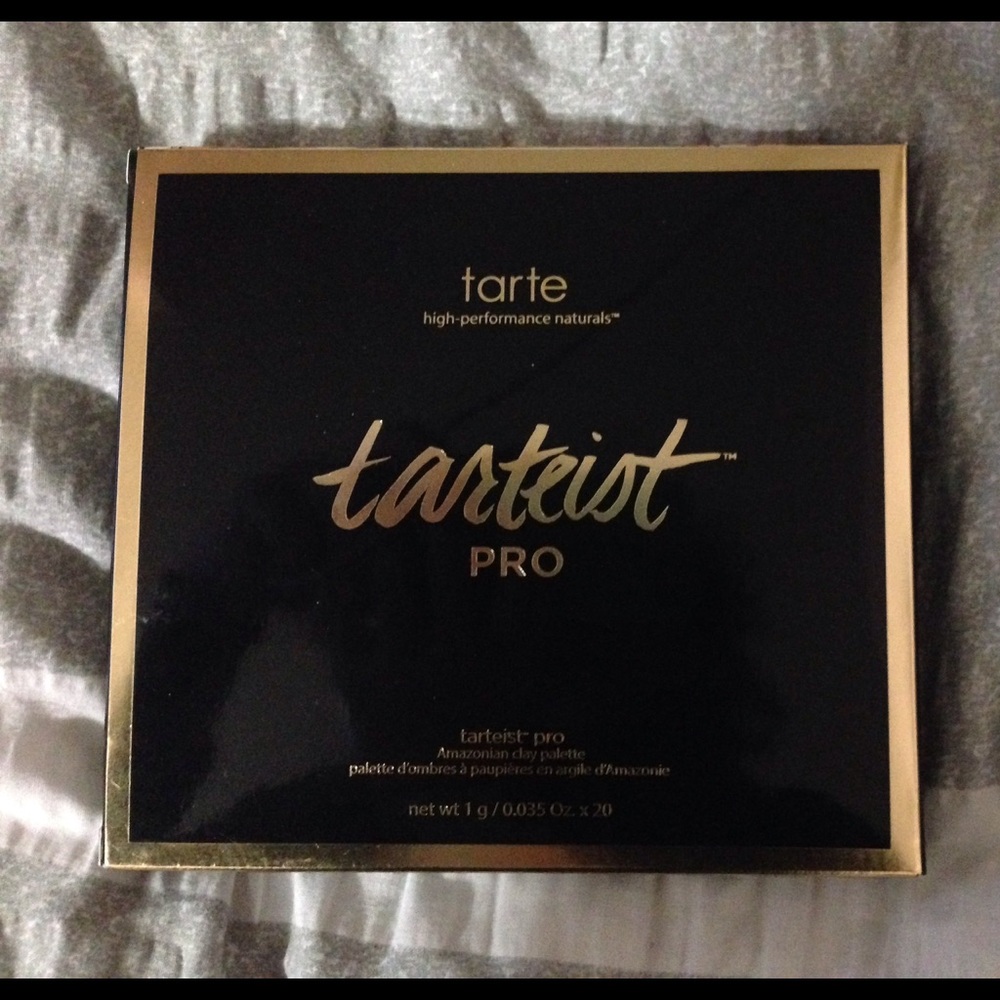 tarte
high-performance naturals™
tarteist™
PRO
tarteist™ pro
Amazonian clay palette
palette d'ombres à paupières en argile d'Amazonie
net wt 1 g / 0.035 Oz. x 20